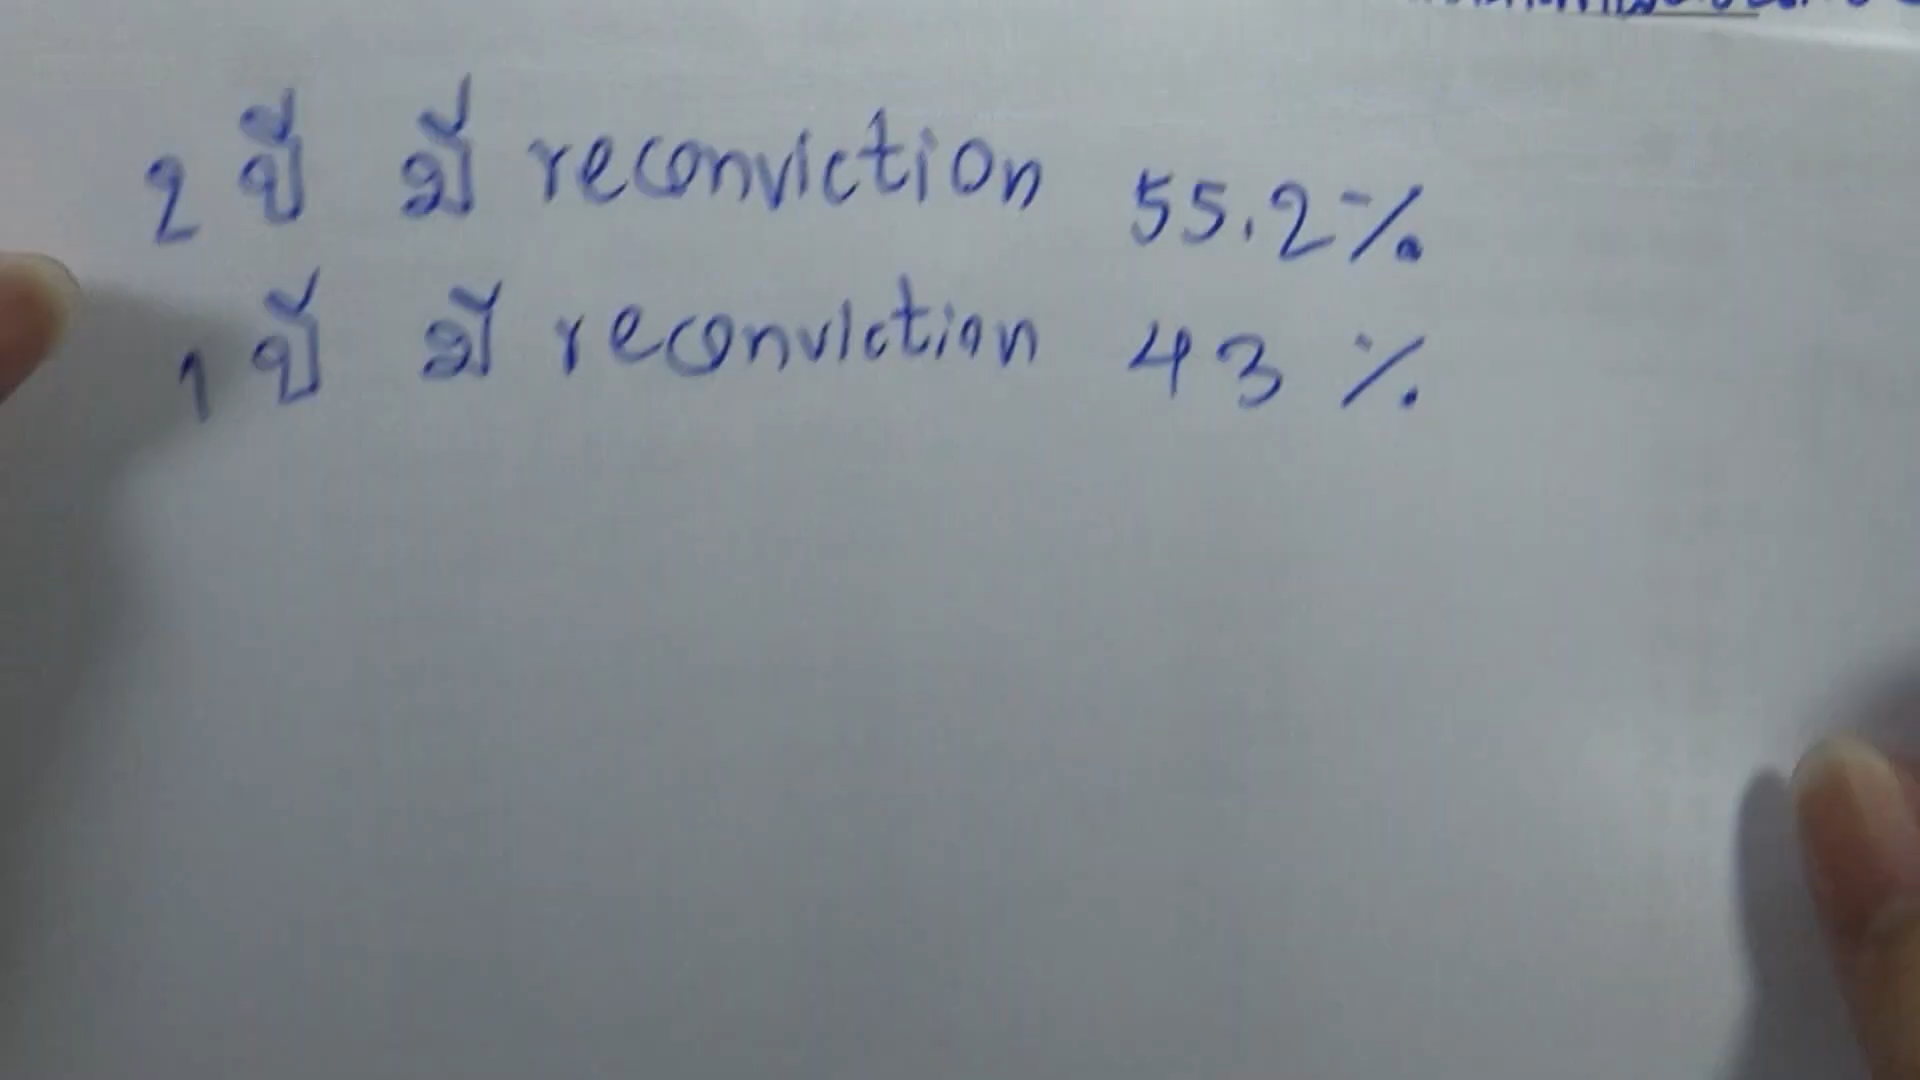 2 ปี มี reconviction 55.2%
1 ปี มี reconviction 43 %